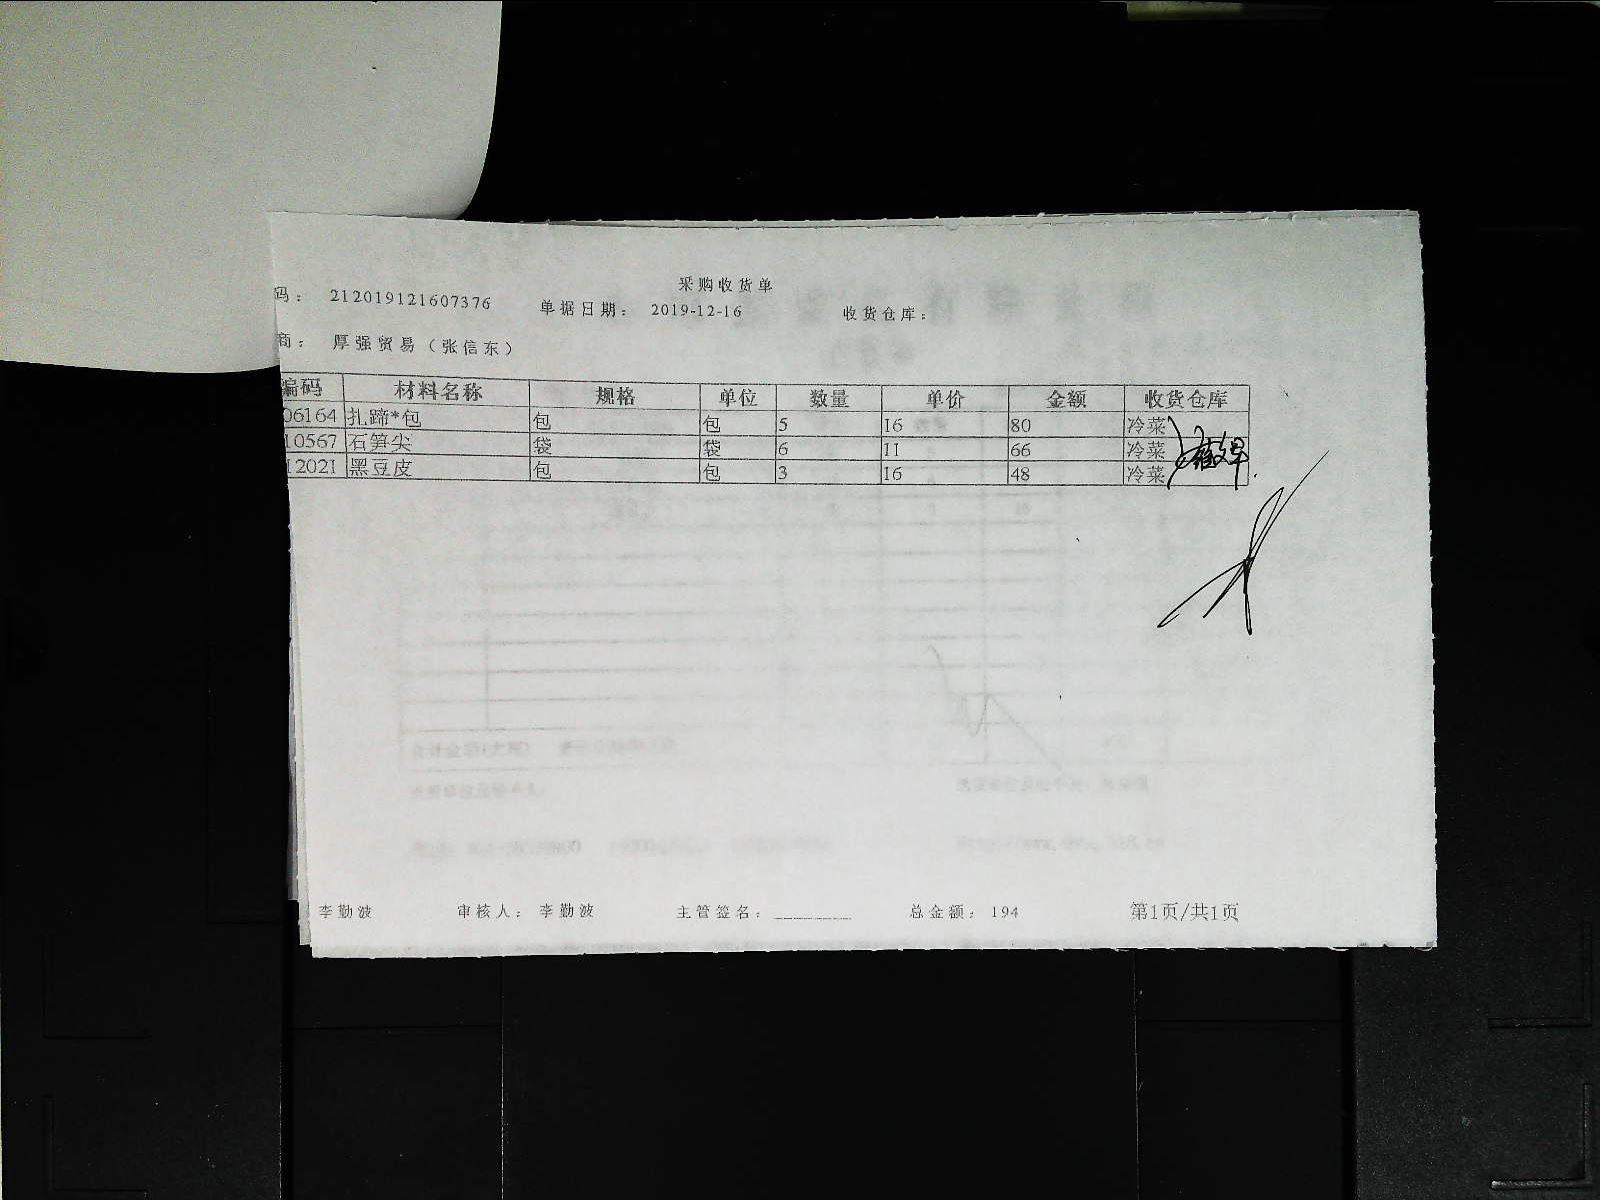 采购收货单
码： 212019121607376 单据日期： 2019-12-16 收货仓库：
商： 厚强贸易（张信东）
编码 材料名称 规格 单位 数量 单价 金额 收货仓库
06164 扎蹄*包 包 包 5 16 80 冷菜
10567 石笋尖 袋 袋 6 11 66 冷菜
12021 黑豆皮 包 包 3 16 48 冷菜
李勤波 审核人： 李勤波 主管签名：________ 总金额： 194 第1页/共1页